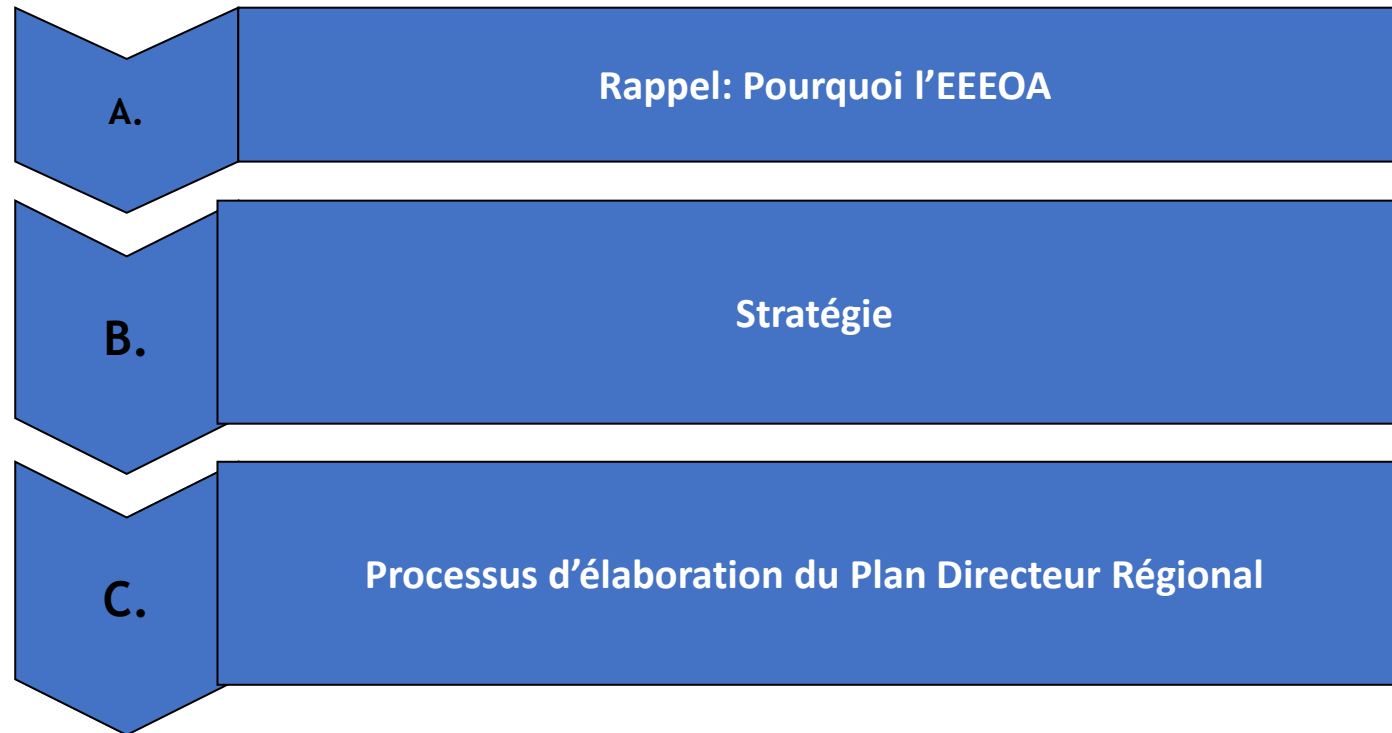 A.
Rappel: Pourquoi l’EEEOA
B.
Stratégie
C.
Processus d’élaboration du Plan Directeur Régional